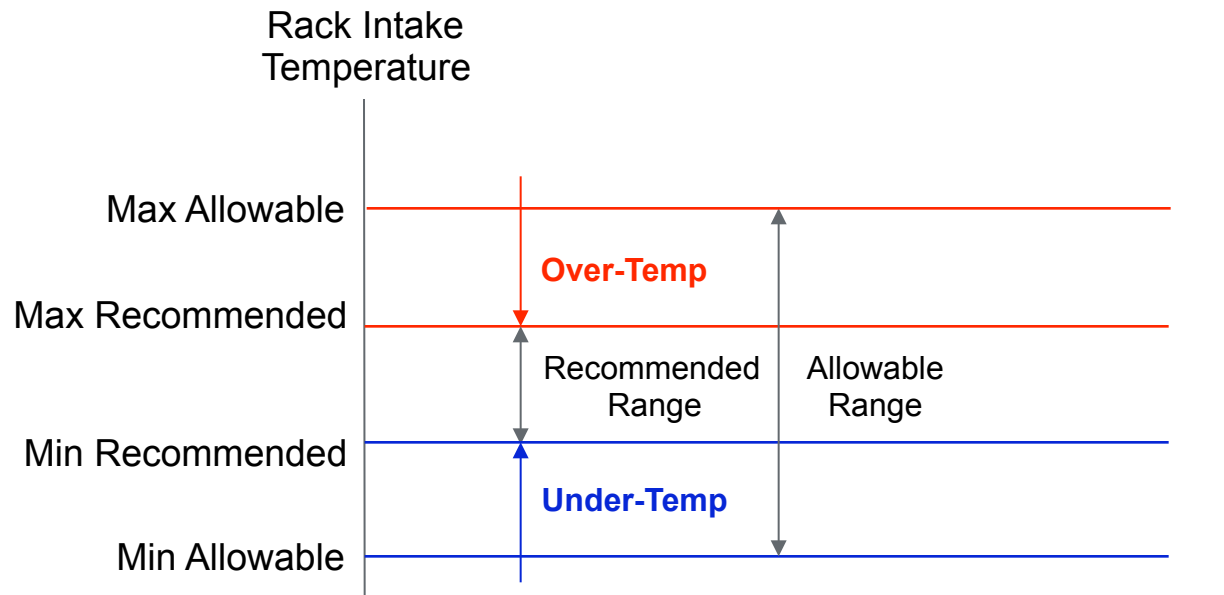 Rack Intake
Temperature
Max Allowable
Over-Temp
Max Recommended
Recommended
Range
Allowable
Range
Min Recommended
Under-Temp
Min Allowable